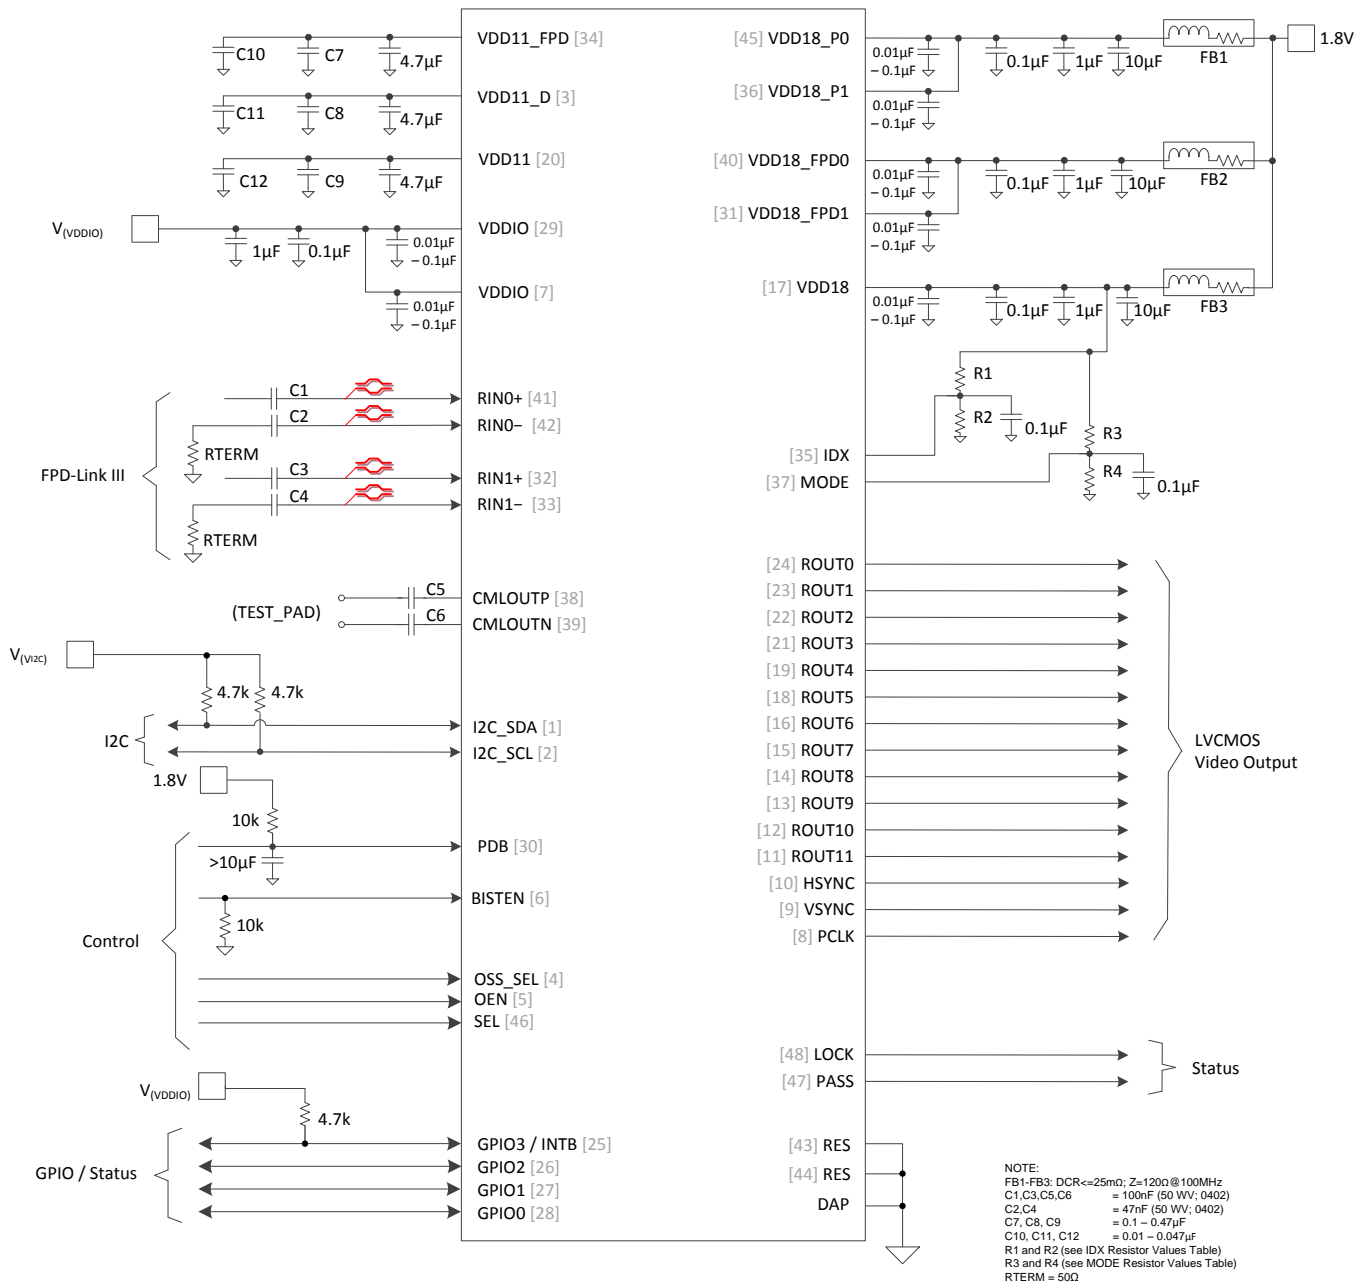 VDD11_FPD [34]
C10
C7
4.7µF
VDD11_D [3]
C11
C8
4.7µF
VDD11 [20]
C12
C9
4.7µF
V(VDDIO)
VDDIO [29]
1µF
0.1µF
0.01µF
– 0.1µF
VDDIO [7]
0.01µF
– 0.1µF
FPD-Link III
C1
RIN0+ [41]
C2
RIN0– [42]
RTERM
C3
RIN1+ [32]
C4
RIN1– [33]
RTERM
(TEST_PAD)
C5
CMLOUTP [38]
C6
CMLOUTN [39]
V(VI2C)
4.7k
4.7k
I2C
I2C_SDA [1]
I2C_SCL [2]
1.8V
10k
PDB [30]
>10µF
BISTEN [6]
10k
Control
OSS_SEL [4]
OEN [5]
SEL [46]
V(VDDIO)
4.7k
GPIO / Status
GPIO3 / INTB [25]
GPIO2 [26]
GPIO1 [27]
GPIO0 [28]
[45] VDD18_P0
0.01µF
– 0.1µF
0.1µF
1µF
10µF
FB1
1.8V
[36] VDD18_P1
0.01µF
– 0.1µF
[40] VDD18_FPD0
0.01µF
– 0.1µF
0.1µF
1µF
10µF
FB2
[31] VDD18_FPD1
0.01µF
– 0.1µF
[17] VDD18
0.01µF
– 0.1µF
0.1µF
1µF
10µF
FB3
R1
R2
0.1µF
[35] IDX
R3
R4
0.1µF
[37] MODE
[24] ROUT0
[23] ROUT1
[22] ROUT2
[21] ROUT3
[19] ROUT4
[18] ROUT5
[16] ROUT6
[15] ROUT7
[14] ROUT8
[13] ROUT9
[12] ROUT10
[11] ROUT11
[10] HSYNC
[9] VSYNC
[8] PCLK
LVCMOS
Video Output
[48] LOCK
[47] PASS
Status
[43] RES
[44] RES
DAP
NOTE:
FB1-FB3: DCR<=25mΩ; Z=120Ω@100MHz
C1,C3,C5,C6 = 100nF (50 WV; 0402)
C2,C4 = 47nF (50 WV; 0402)
C7, C8, C9 = 0.1 – 0.47µF
C10, C11, C12 = 0.01 – 0.047µF
R1 and R2 (see IDX Resistor Values Table)
R3 and R4 (see MODE Resistor Values Table)
RTERM = 50Ω